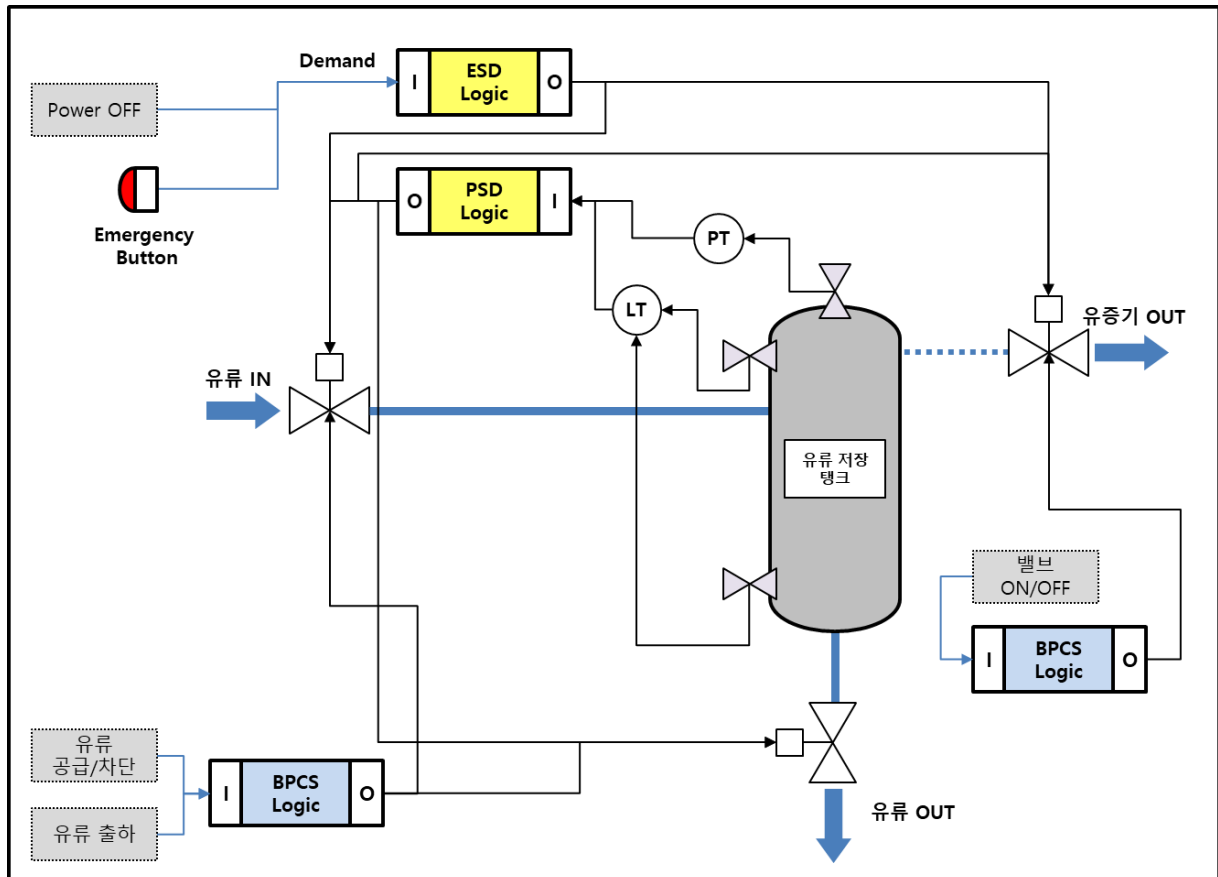 Demand
I
ESD
Logic
O
Power OFF
Emergency
Button
O
PSD
Logic
I
PT
LT
유류 IN
유증기 OUT
유류 저장
탱크
밸브
ON/OFF
I
BPCS
Logic
O
유류
공급/차단
유류 출하
I
BPCS
Logic
O
유류 OUT